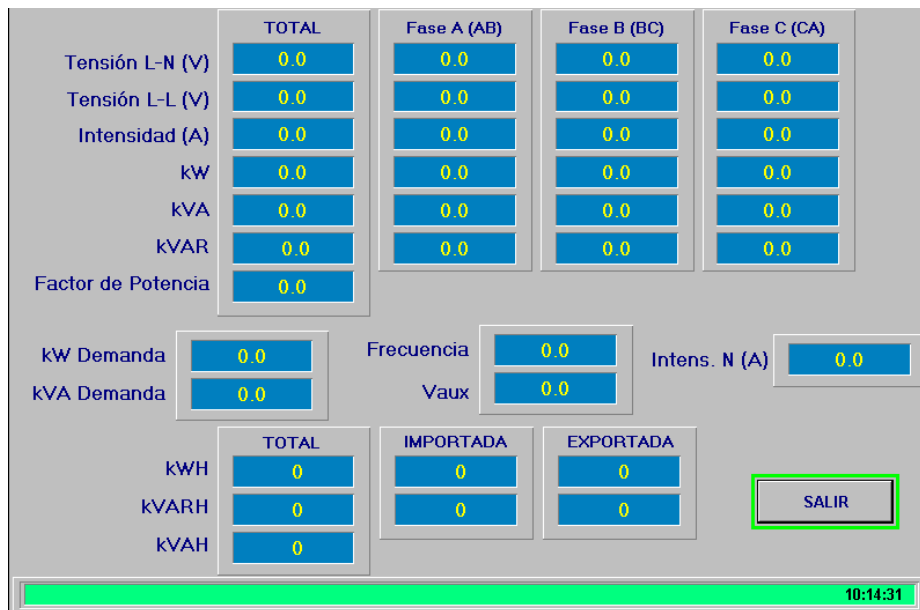 TOTAL Fase A (AB) Fase B (BC) Fase C (CA)
Tensión L-N (V) 0.0 0.0 0.0 0.0
Tensión L-L (V) 0.0 0.0 0.0 0.0
Intensidad (A) 0.0 0.0 0.0 0.0
kW 0.0 0.0 0.0 0.0
kVA 0.0 0.0 0.0 0.0
kVAR 0.0 0.0 0.0 0.0
Factor de Potencia 0.0
kW Demanda 0.0 Frecuencia 0.0 Intens. N (A) 0.0
kVA Demanda 0.0 Vaux 0.0
TOTAL IMPORTADA EXPORTADA
kWH 0 0 0
kVARH 0 0 0 SALIR
kVAH 0
10:14:31